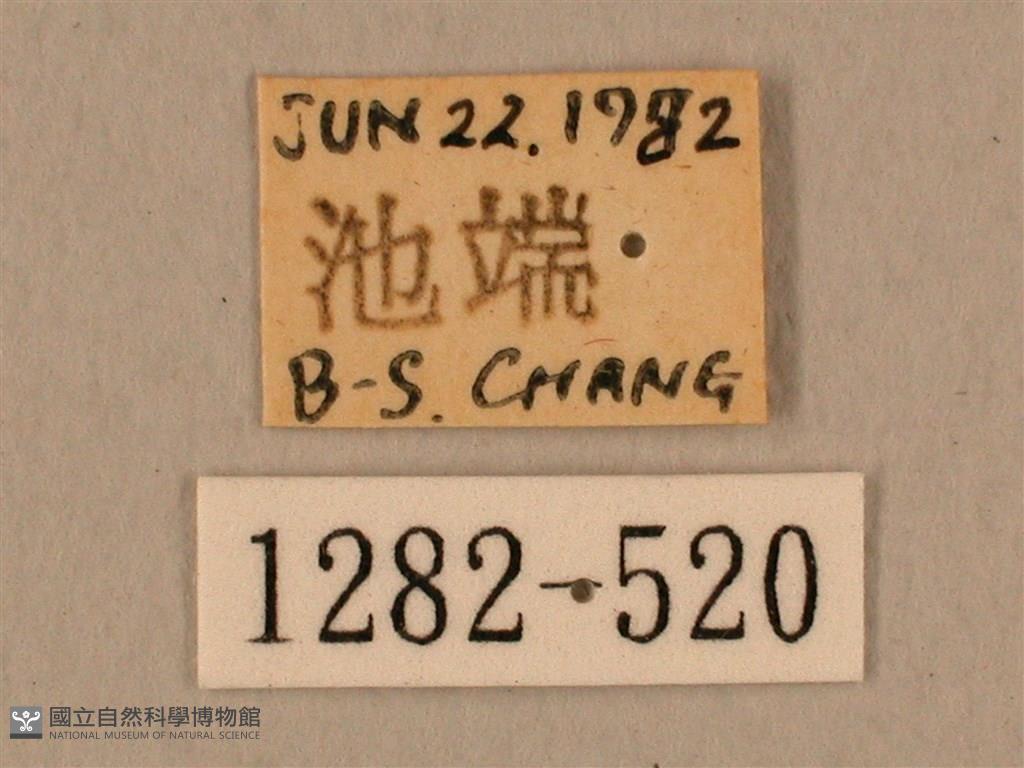 JUN 22. 1982
池端
B-S. CHANG
1282-520
國立自然科學博物館
NATIONAL MUSEUM OF NATURAL SCIENCE